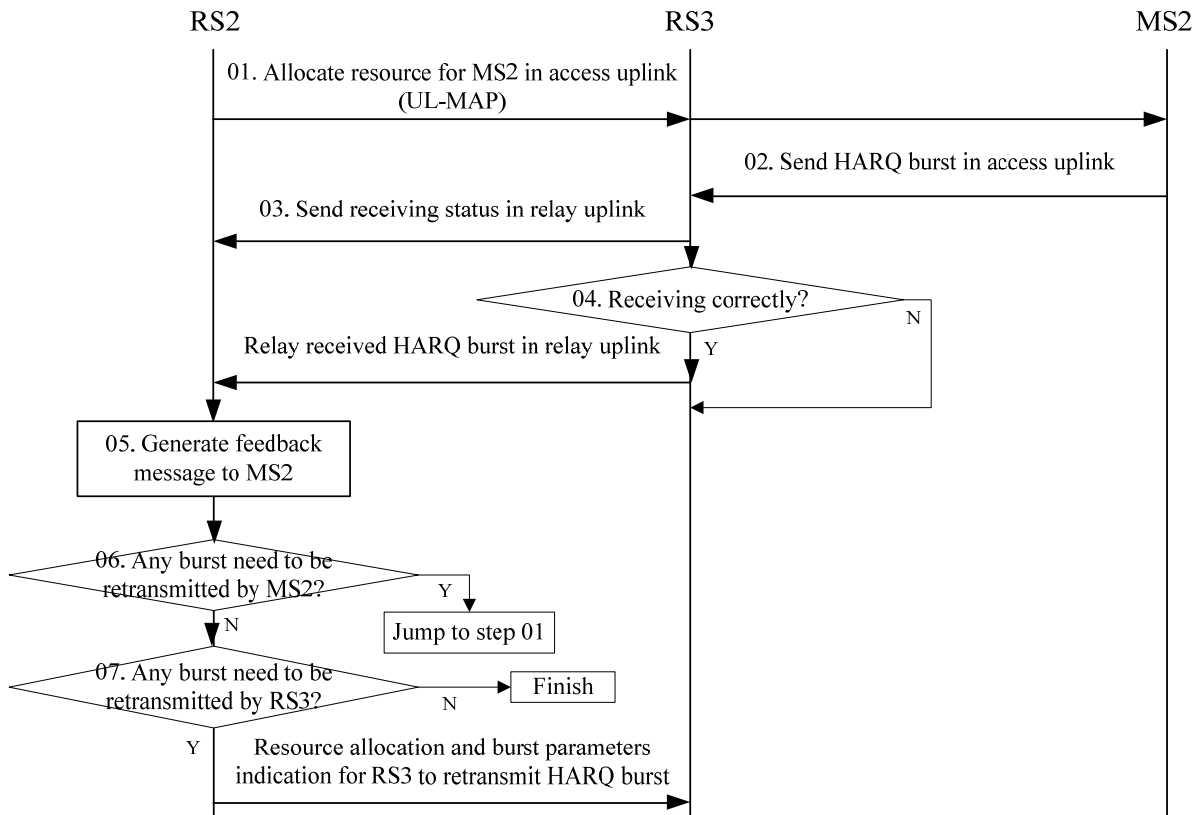 RS2
RS3
MS2
01. Allocate resource for MS2 in access uplink
(UL-MAP)
02. Send HARQ burst in access uplink
03. Send receiving status in relay uplink
04. Receiving correctly?
N
Y
Relay received HARQ burst in relay uplink
05. Generate feedback
message to MS2
06. Any burst need to be
retransmitted by MS2?
Y
N
Jump to step 01
07. Any burst need to be
retransmitted by RS3?
N
Finish
Y
Resource allocation and burst parameters
indication for RS3 to retransmit HARQ burst